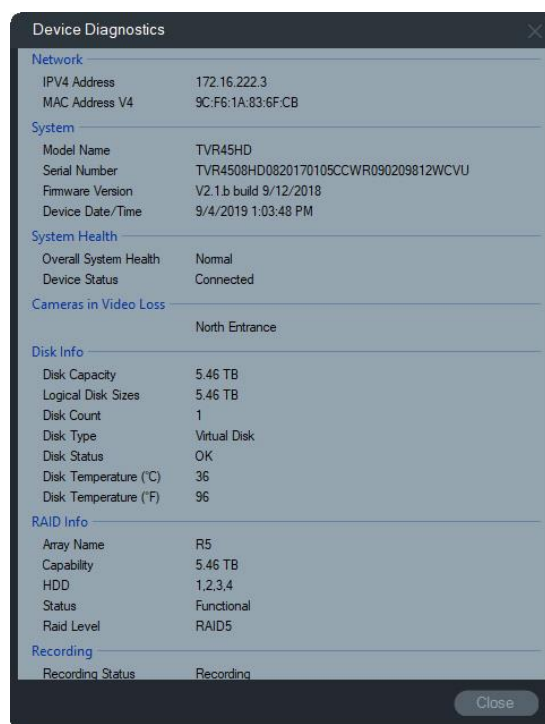 Device Diagnostics
Network
IPV4 Address 172.16.222.3
MAC Address V4 9C:F6:1A:83:6F:CB
System
Model Name TVR45HD
Serial Number TVR4508HD0820170105CCWR090209812WCVU
Firmware Version V2.1.b build 9/12/2018
Device Date/Time 9/4/2019 1:03:48 PM
System Health
Overall System Health Normal
Device Status Connected
Cameras in Video Loss
North Entrance
Disk Info
Disk Capacity 5.46 TB
Logical Disk Sizes 5.46 TB
Disk Count 1
Disk Type Virtual Disk
Disk Status OK
Disk Temperature (°C) 36
Disk Temperature (°F) 96
RAID Info
Array Name R5
Capability 5.46 TB
HDD 1,2,3,4
Status Functional
Raid Level RAID5
Recording
Recording Status Recording
Close